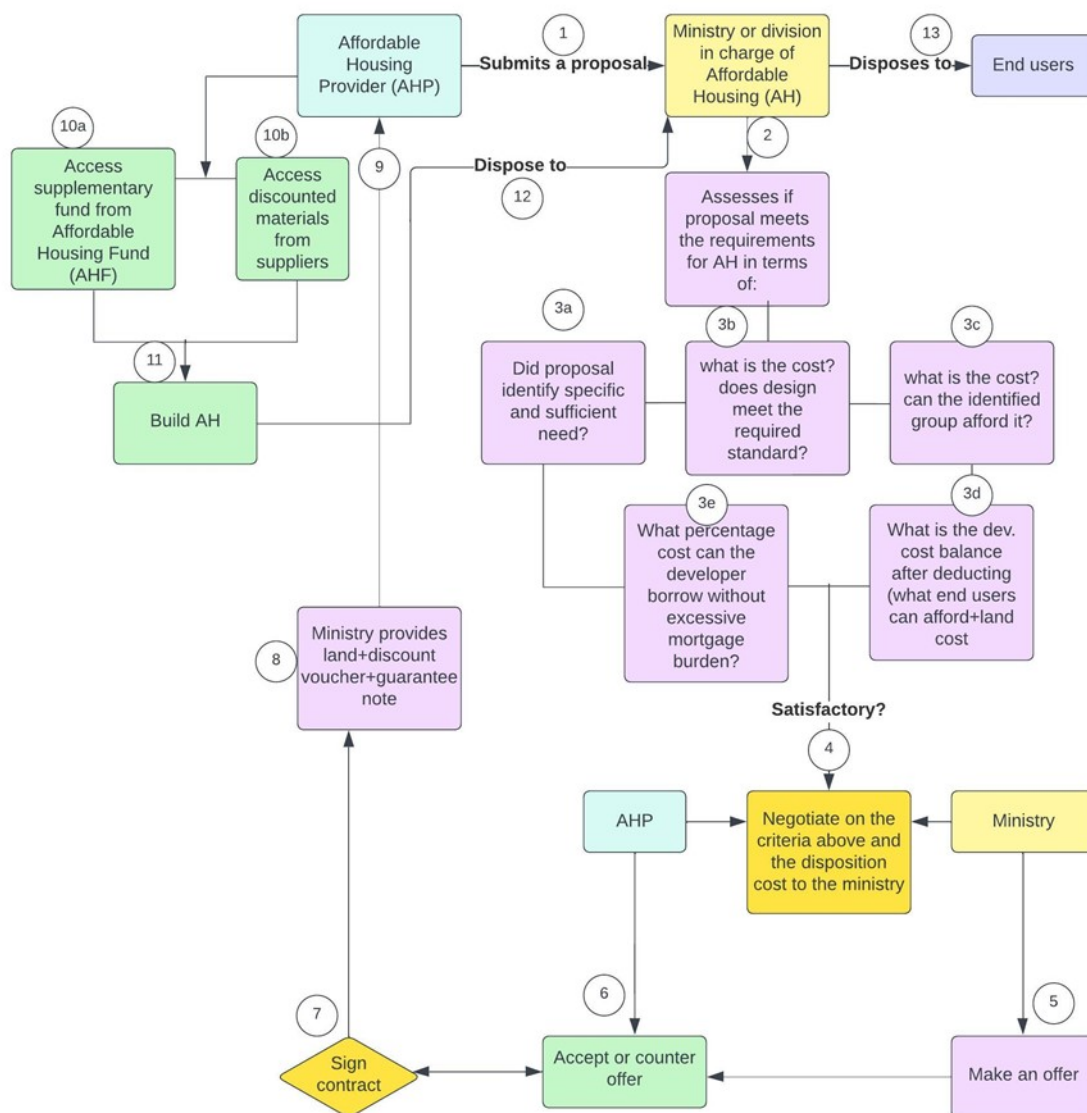 1
13
Affordable
Housing
Provider (AHP)
Submits a proposal
Ministry or division
in charge of
Affordable
Housing (AH)
Disposes to
End users
10a
10b
9
2
Access
supplementary
fund from
Affordable
Housing Fund
(AHF)
Access
discounted
materials
from
suppliers
Dispose to
12
Assesses if
proposal meets
the requirements
for AH in terms
of:
3a
3b
3c
11
Build AH
Did proposal
identify specific
and sufficient
need?
what is the cost?
does design
meet the
required
standard?
what is the cost?
can the identified
group afford it?
3e
3d
What percentage
cost can the
developer
borrow without
excessive
mortgage
burden?
What is the dev.
cost balance
after deducting
(what end users
can afford+land
cost
8
Ministry provides
land+discount
voucher+guarantee
note
Satisfactory?
4
AHP
Negotiate on the
criteria above and
the disposition
cost to the ministry
Ministry
7
6
5
Sign
contract
Accept or counter
offer
Make an offer